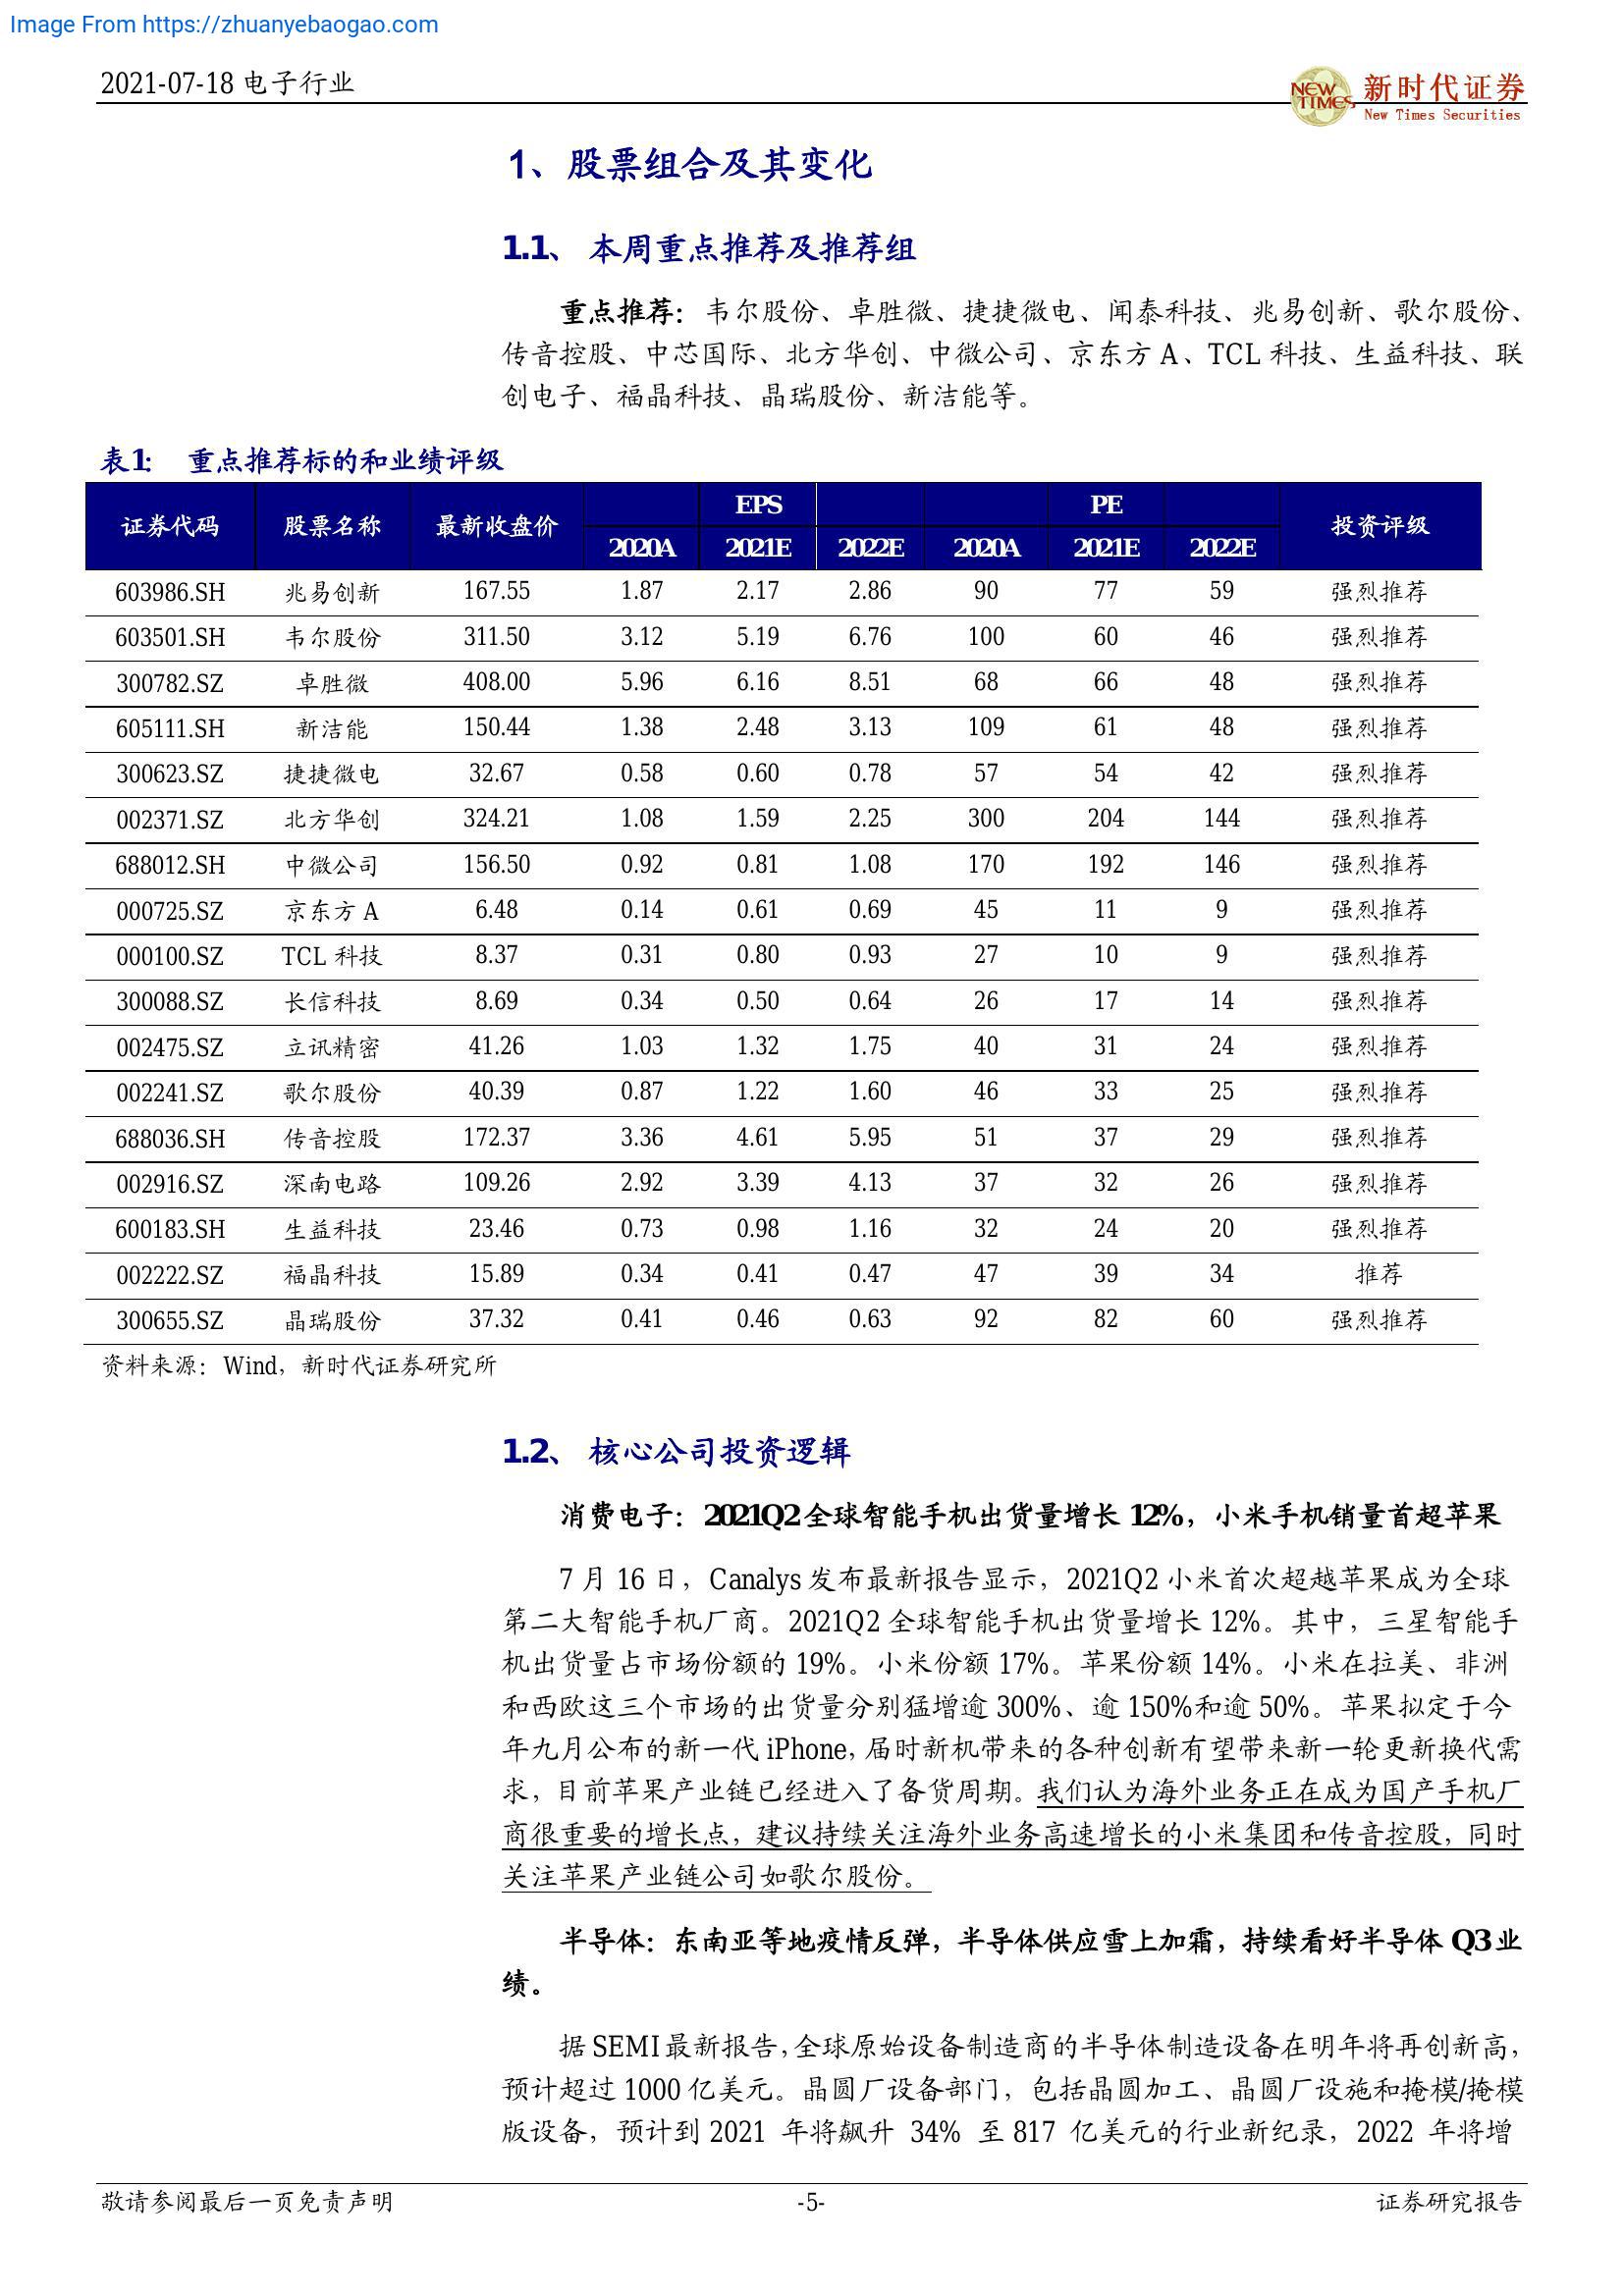 Image From https://zhuanyebaogao.com
2021-07-18 电子行业
NEW TIMES 新时代证券
New Times Securities
1、股票组合及其变化
1.1、 本周重点推荐及推荐组
重点推荐：韦尔股份、卓胜微、捷捷微电、闻泰科技、兆易创新、歌尔股份、
传音控股、中芯国际、北方华创、中微公司、京东方 A、TCL 科技、生益科技、联
创电子、福晶科技、晶瑞股份、新洁能等。
表1： 重点推荐标的和业绩评级
证券代码 股票名称 最新收盘价 EPS PE 投资评级
2020A 2021E 2022E 2020A 2021E 2022E
603986.SH 兆易创新 167.55 1.87 2.17 2.86 90 77 59 强烈推荐
603501.SH 韦尔股份 311.50 3.12 5.19 6.76 100 60 46 强烈推荐
300782.SZ 卓胜微 408.00 5.96 6.16 8.51 68 66 48 强烈推荐
605111.SH 新洁能 150.44 1.38 2.48 3.13 109 61 48 强烈推荐
300623.SZ 捷捷微电 32.67 0.58 0.60 0.78 57 54 42 强烈推荐
002371.SZ 北方华创 324.21 1.08 1.59 2.25 300 204 144 强烈推荐
688012.SH 中微公司 156.50 0.92 0.81 1.08 170 192 146 强烈推荐
000725.SZ 京东方 A 6.48 0.14 0.61 0.69 45 11 9 强烈推荐
000100.SZ TCL 科技 8.37 0.31 0.80 0.93 27 10 9 强烈推荐
300088.SZ 长信科技 8.69 0.34 0.50 0.64 26 17 14 强烈推荐
002475.SZ 立讯精密 41.26 1.03 1.32 1.75 40 31 24 强烈推荐
002241.SZ 歌尔股份 40.39 0.87 1.22 1.60 46 33 25 强烈推荐
688036.SH 传音控股 172.37 3.36 4.61 5.95 51 37 29 强烈推荐
002916.SZ 深南电路 109.26 2.92 3.39 4.13 37 32 26 强烈推荐
600183.SH 生益科技 23.46 0.73 0.98 1.16 32 24 20 强烈推荐
002222.SZ 福晶科技 15.89 0.34 0.41 0.47 47 39 34 推荐
300655.SZ 晶瑞股份 37.32 0.41 0.46 0.63 92 82 60 强烈推荐
资料来源：Wind，新时代证券研究所
1.2、 核心公司投资逻辑
消费电子：2021Q2 全球智能手机出货量增长 12%，小米手机销量首超苹果
7 月 16 日，Canalys 发布最新报告显示，2021Q2 小米首次超越苹果成为全球
第二大智能手机厂商。2021Q2 全球智能手机出货量增长 12%。其中，三星智能手
机出货量占市场份额的 19%。小米份额 17%。苹果份额 14%。小米在拉美、非洲
和西欧这三个市场的出货量分别猛增逾 300%、逾 150%和逾 50%。苹果拟定于今
年九月公布的新一代 iPhone，届时新机带来的各种创新有望带来新一轮更新换代需
求，目前苹果产业链已经进入了备货周期。我们认为海外业务正在成为国产手机厂
商很重要的增长点，建议持续关注海外业务高速增长的小米集团和传音控股，同时
关注苹果产业链公司如歌尔股份。
半导体：东南亚等地疫情反弹，半导体供应雪上加霜，持续看好半导体 Q3 业
绩。
据 SEMI 最新报告，全球原始设备制造商的半导体制造设备在明年将再创新高，
预计超过 1000 亿美元。晶圆厂设备部门，包括晶圆加工、晶圆厂设施和掩模/掩模
版设备，预计到 2021 年将飙升 34% 至 817 亿美元的行业新纪录，2022 年将增
敬请参阅最后一页免责声明 -5- 证券研究报告